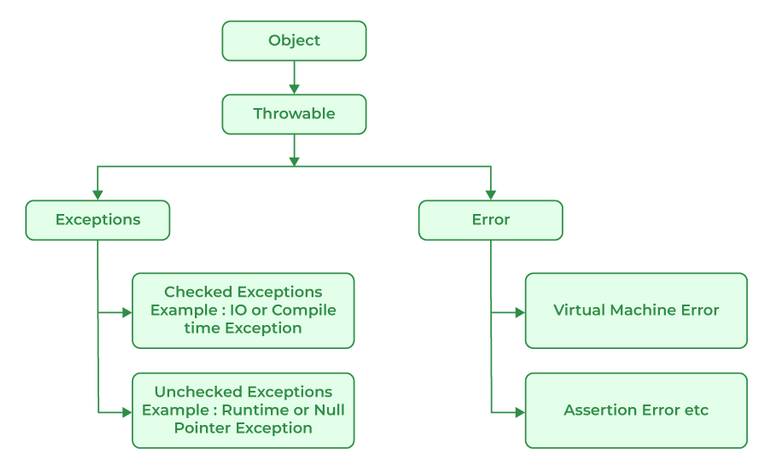 Object
Throwable
Exceptions
Error
Checked Exceptions
Example : IO or Compile
time Exception
Virtual Machine Error
Unchecked Exceptions
Example : Runtime or Null
Pointer Exception
Assertion Error etc